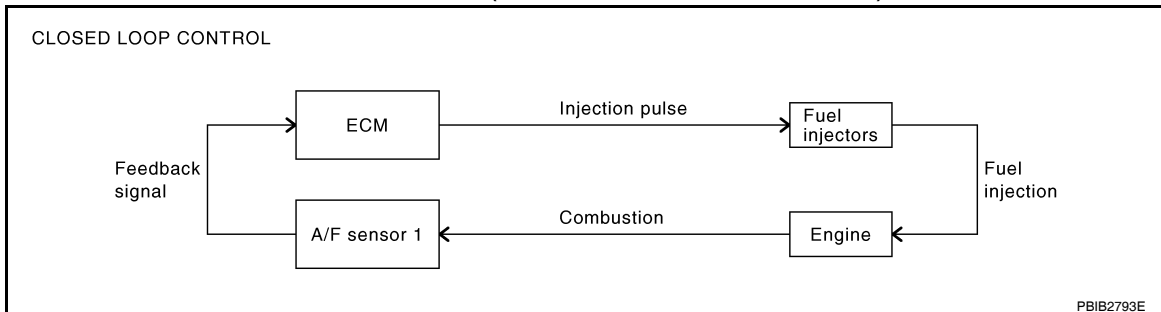 CLOSED LOOP CONTROL
ECM
Injection pulse
Fuel
injectors
Feedback
signal
Fuel
injection
A/F sensor 1
Combustion
Engine
PBIB2793E